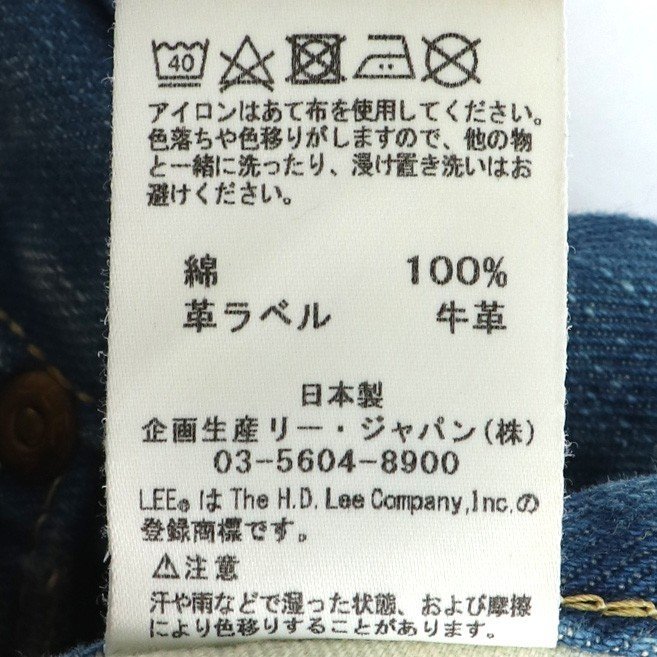 40
アイロンはあて布を使用してください。
色落ちや色移りがしますので、他の物
と一緒に洗ったり、浸け置き洗いはお
避けください。
綿 100%
革ラベル 牛革
日本製
企画生産リー・ジャパン(株)
03-5604-8900
LEE® は The H.D. Lee Company,Inc.の
登録商標です。
⚠注意
汗や雨などで湿った状態、および摩擦
により色移りすることがあります。